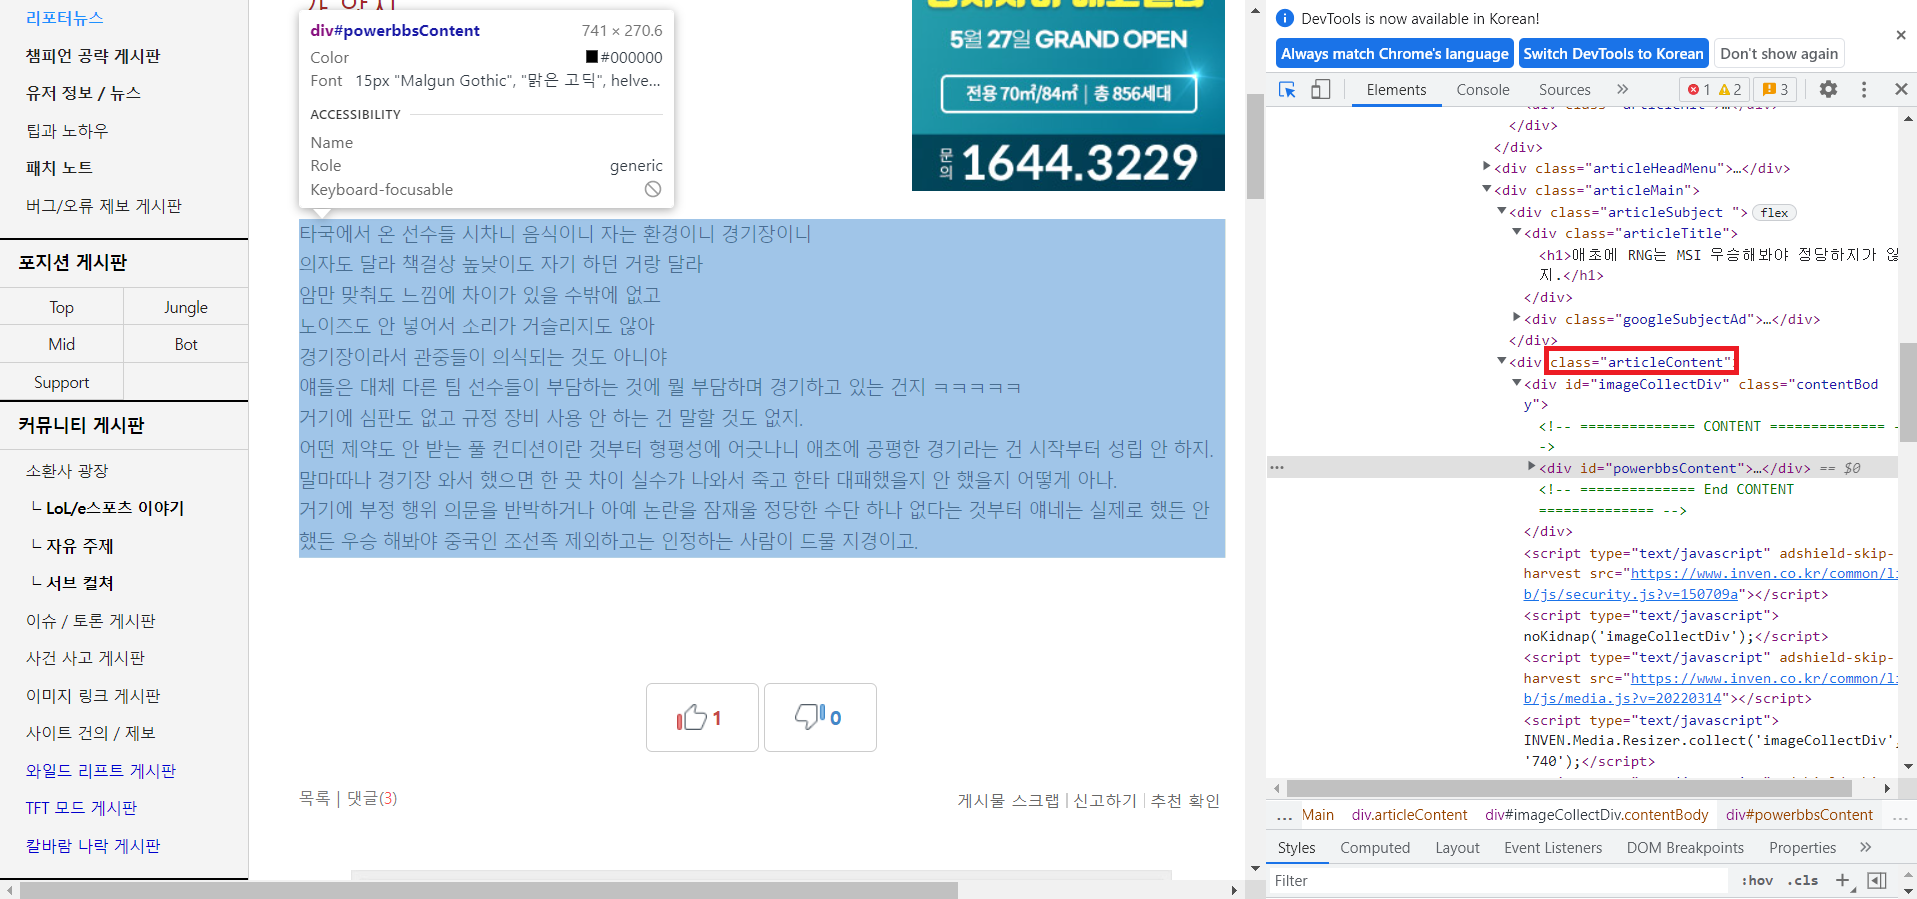 리포터뉴스
챔피언 공략 게시판
유저 정보 / 뉴스
팁과 노하우
패치 노트
버그/오류 제보 게시판
포지션 게시판
Top
Jungle
Mid
Bot
Support
커뮤니티 게시판
소환사 광장
└ LoL/e스포츠 이야기
└ 자유 주제
└ 서브 컬쳐
이슈 / 토론 게시판
사건 사고 게시판
이미지 링크 게시판
사이트 건의 / 제보
와일드 리프트 게시판
TFT 모드 게시판
칼바람 나락 게시판
div#powerbbsContent
741 × 270.6
Color
#000000
Font 15px "Malgun Gothic", "맑은 고딕", helve...
ACCESSIBILITY
Name
Role
generic
Keyboard-focusable
5월 27일 GRAND OPEN
전용 70㎡/84㎡ | 총 856세대
문의 1644.3229
타국에서 온 선수들 시차니 음식이니 자는 환경이니 경기장이니
의자도 달라 책걸상 높낮이도 자기 하던 거랑 달라
암만 맞춰도 느낌에 차이가 있을 수밖에 없고
노이즈도 안 넣어서 소리가 거슬리지도 않아
경기장이라서 관중들이 의식되는 것도 아니야
얘들은 대체 다른 팀 선수들이 부담하는 것에 뭘 부담하며 경기하고 있는 건지 ㅋㅋㅋㅋㅋ
거기에 심판도 없고 규정 장비 사용 안 하는 건 말할 것도 없지.
어떤 제약도 안 받는 풀 컨디션이란 것부터 형평성에 어긋나니 애초에 공평한 경기라는 건 시작부터 성립 안 하지.
말마따나 경기장 와서 했으면 한 끗 차이 실수가 나와서 죽고 한타 대패했을지 안 했을지 어떻게 아나.
거기에 부정 행위 의문을 반박하거나 아예 논란을 잠재울 정당한 수단 하나 없다는 것부터 얘네는 실제로 했든 안
했든 우승 해봐야 중국인 조선족 제외하고는 인정하는 사람이 드물 지경이고.
1
0
목록 | 댓글(3)
게시물 스크랩 | 신고하기 | 추천 확인
DevTools is now available in Korean!
Always match Chrome's language
Switch DevTools to Korean
Don't show again
Elements
Console
Sources
1
2
3
</div>
</div>
<div class="articleHeadMenu">…</div>
<div class="articleMain">
<div class="articleSubject "> flex
<div class="articleTitle">
<h1>애초에 RNG는 MSI 우승해봐야 정당하지가 않
지.</h1>
</div>
<div class="googleSubjectAd">…</div>
</div>
<div class="articleContent">
<div id="imageCollectDiv" class="contentBod
y">
<!-- ============== CONTENT ============== -
->
<div id="powerbbsContent">…</div> == $0
<!-- ============== End CONTENT
============== -->
</div>
<script type="text/javascript" adshield-skip-
harvest src="https://www.inven.co.kr/common/li
b/js/security.js?v=150709a"></script>
<script type="text/javascript">
noKidnap('imageCollectDiv');</script>
<script type="text/javascript" adshield-skip-
harvest src="https://www.inven.co.kr/common/li
b/js/media.js?v=20220314"></script>
<script type="text/javascript">
INVEN.Media.Resizer.collect('imageCollectDiv',
'740');</script>
... Main div.articleContent div#imageCollectDiv.contentBody div#powerbbsContent ...
Styles
Computed
Layout
Event Listeners
DOM Breakpoints
Properties
Filter
:hov
.cls